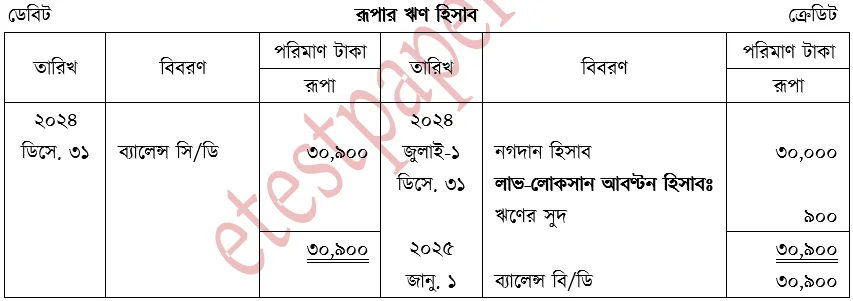 ডেবিট রূপার ঋণ হিসাব ক্রেডিট
তারিখ বিবরণ পরিমাণ টাকা তারিখ বিবরণ পরিমাণ টাকা
রূপা রূপা
২০২৪ ২০২৪
ডিসে. ৩১ ব্যালেন্স সি/ডি ৩০,৯০০ জুলাই-১ নগদান হিসাব ৩০,০০০
ডিসে. ৩১ লাভ-লোকসান আবণ্টন হিসাবঃ
ঋণের সুদ ৯০০
৩০,৯০০ ২০২৫ ৩০,৯০০
জানু. ১ ব্যালেন্স বি/ডি ৩০,৯০০
etestpaper